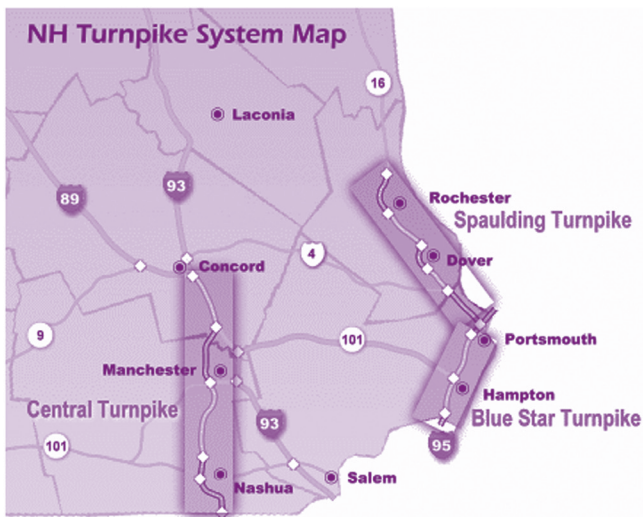 NH Turnpike System Map
16
Laconia
89
93
Rochester
Spaulding Turnpike
4
Dover
Concord
9
101
Portsmouth
Manchester
Hampton
Central Turnpike
Blue Star Turnpike
93
101
95
Salem
Nashua